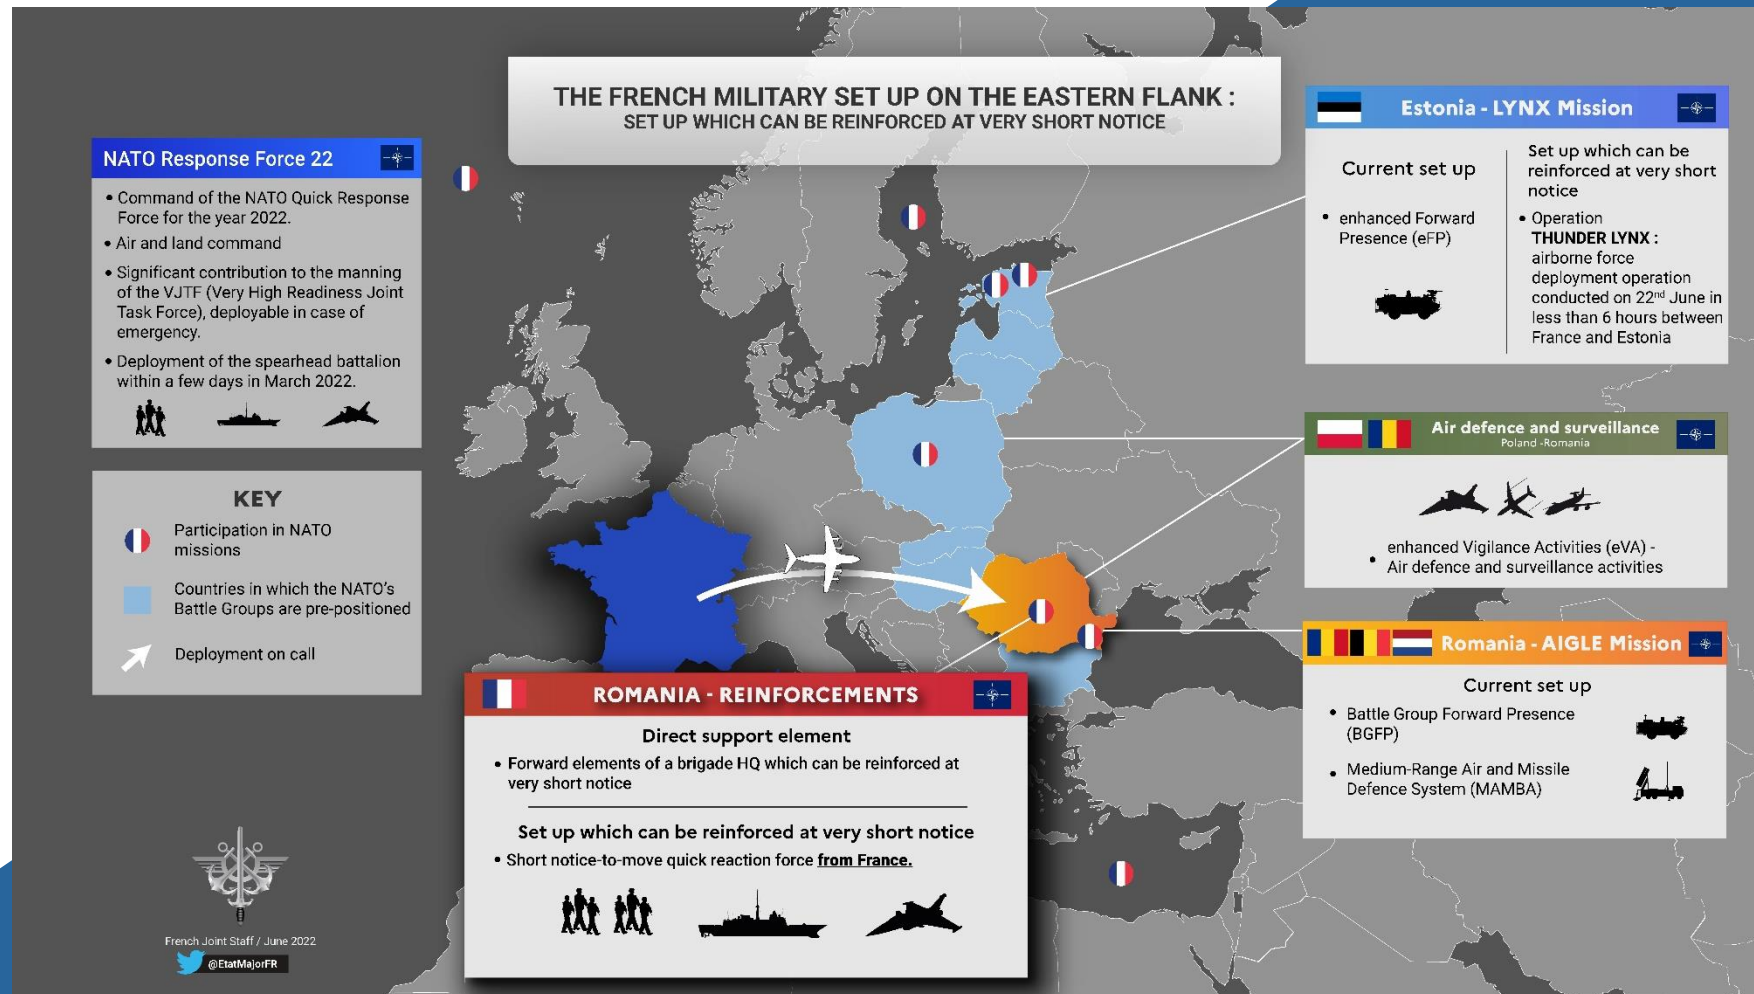 THE FRENCH MILITARY SET UP ON THE EASTERN FLANK :
SET UP WHICH CAN BE REINFORCED AT VERY SHORT NOTICE
NATO Response Force 22
• Command of the NATO Quick Response
Force for the year 2022.
• Air and land command
• Significant contribution to the manning
of the VJTF (Very High Readiness Joint
Task Force), deployable in case of
emergency.
• Deployment of the spearhead battalion
within a few days in March 2022.
KEY
Participation in NATO
missions
Countries in which the NATO's
Battle Groups are pre-positioned
Deployment on call
Estonia - LYNX Mission
Current set up
• enhanced Forward
Presence (eFP)
Set up which can be
reinforced at very short
notice
• Operation
THUNDER LYNX :
airborne force
deployment operation
conducted on 22nd June in
less than 6 hours between
France and Estonia
Air defence and surveillance
Poland -Romania
• enhanced Vigilance Activities (eVA) -
Air defence and surveillance activities
Romania - AIGLE Mission
Current set up
• Battle Group Forward Presence
(BGFP)
• Medium-Range Air and Missile
Defence System (MAMBA)
ROMANIA - REINFORCEMENTS
Direct support element
• Forward elements of a brigade HQ which can be reinforced at
very short notice
Set up which can be reinforced at very short notice
• Short notice-to-move quick reaction force from France.
French Joint Staff / June 2022
@EtatMajorFR